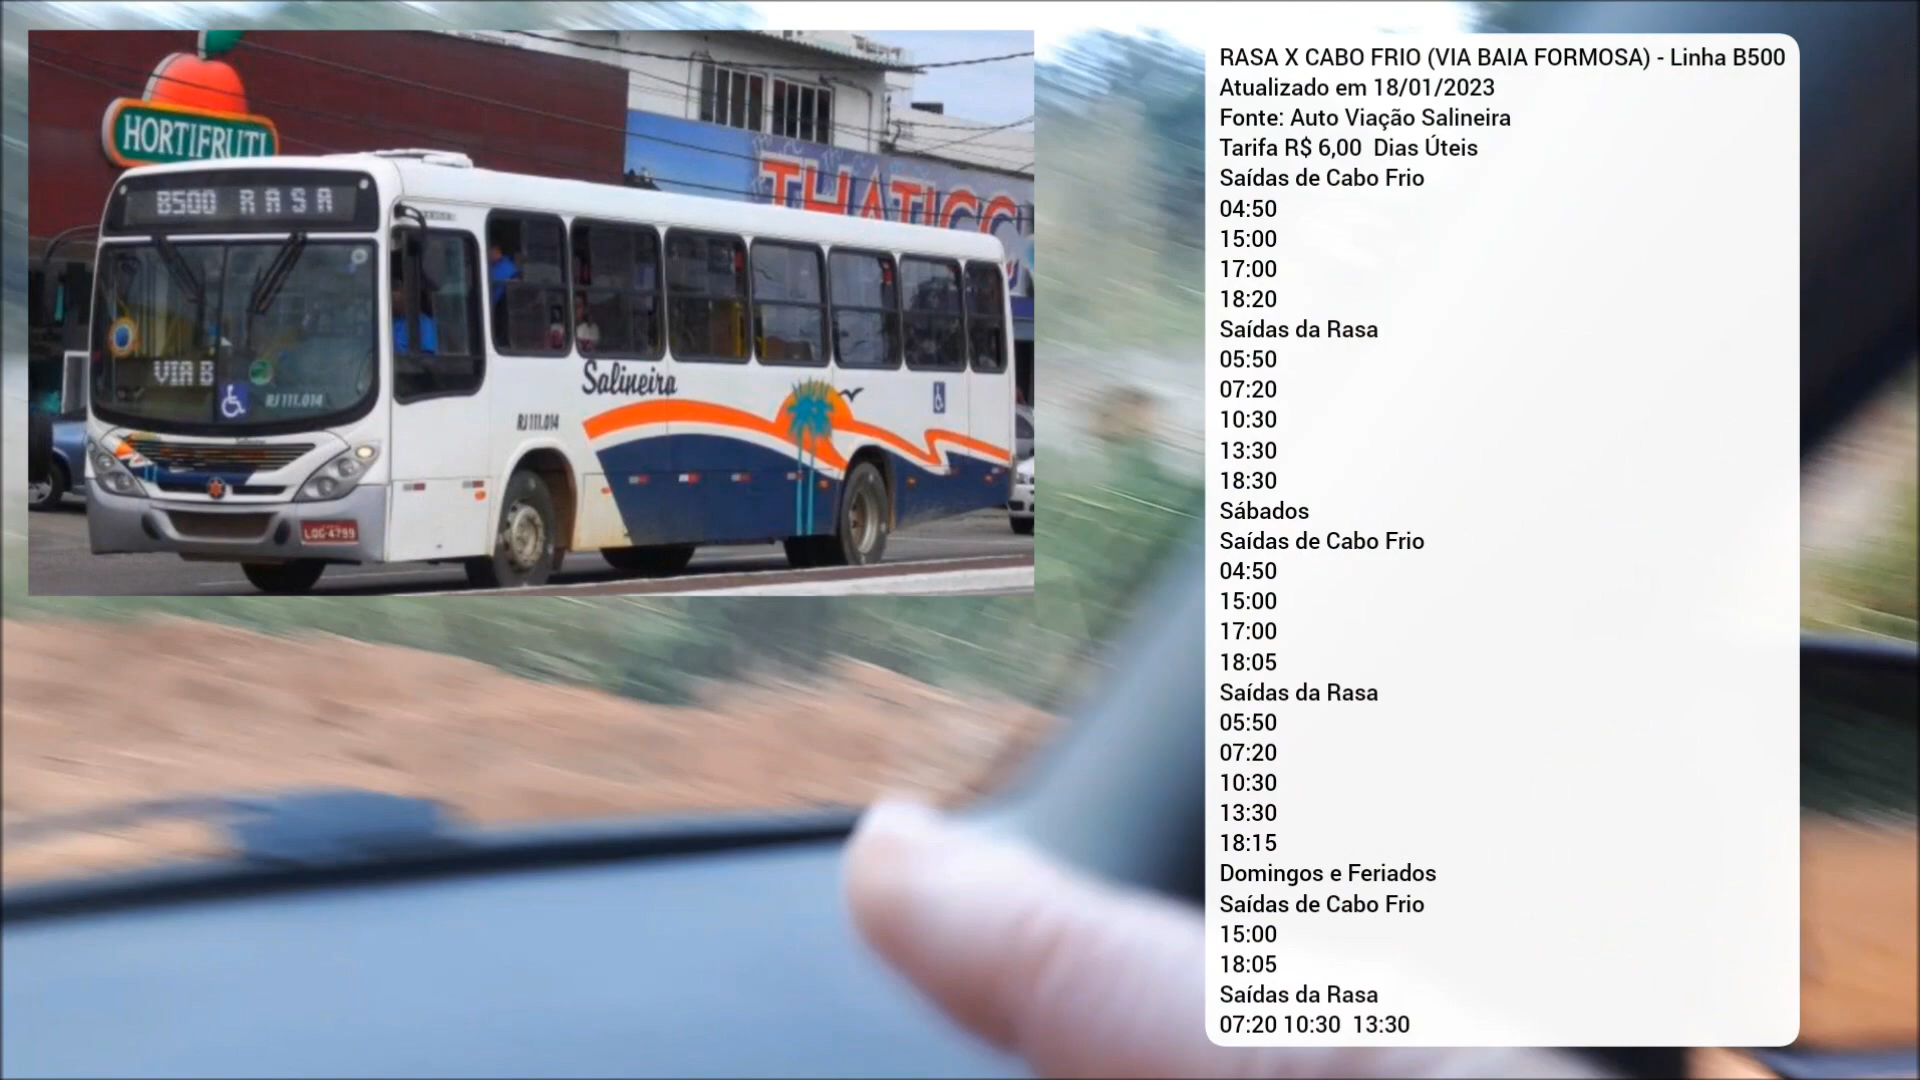 HORTIFRUTI
B500 RASA
VIA B
RJ 111.014
Salineira
RJ 111.014
LQG-4799
RASA X CABO FRIO (VIA BAIA FORMOSA) - Linha B500
Atualizado em 18/01/2023
Fonte: Auto Viação Salineira
Tarifa R$ 6,00  Dias Úteis
Saídas de Cabo Frio
04:50
15:00
17:00
18:20
Saídas da Rasa
05:50
07:20
10:30
13:30
18:30
Sábados
Saídas de Cabo Frio
04:50
15:00
17:00
18:05
Saídas da Rasa
05:50
07:20
10:30
13:30
18:15
Domingos e Feriados
Saídas de Cabo Frio
15:00
18:05
Saídas da Rasa
07:20 10:30  13:30